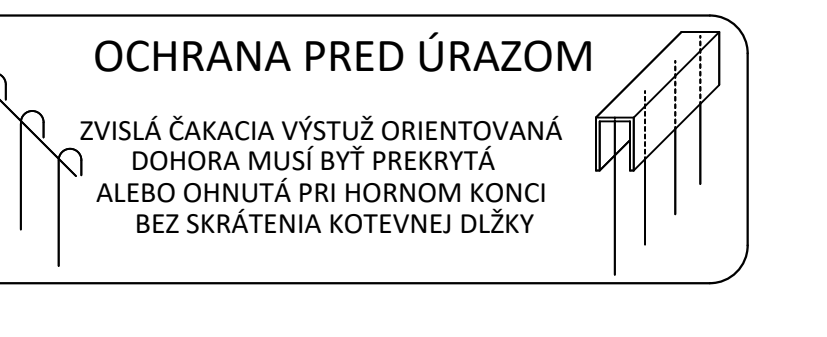 OCHRANA PRED ÚRAZOM
ZVISLÁ ČAKACIA VÝSTUŽ ORIENTOVANÁ
DOHORA MUSÍ BYŤ PREKRYTÁ
ALEBO OHNUTÁ PRI HORNOM KONCI
BEZ SKRÁTENIA KOTEVNEJ DLŽKY